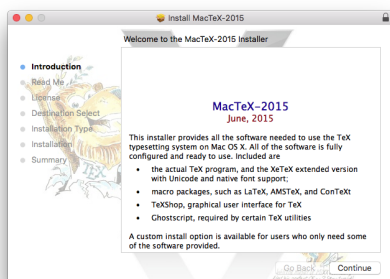 Install MacTeX-2015
Welcome to the MacTeX-2015 Installer
Introduction
Read Me
License
Destination Select
Installation Type
Installation
Summary
MacTeX-2015
June, 2015
This installer provides all the software needed to use the TeX
typesetting system on Mac OS X. All of the software is fully
configured and ready to use. Included are
• the actual TeX program, and the XeTeX extended version
with Unicode and native font support;
• macro packages, such as LaTeX, AMSTeX, and ConTeXt
• TeXShop, graphical user interface for TeX
• Ghostscript, required by certain TeX utilities
A custom install option is available for users who only need some
of the software provided.
Go Back
Continue